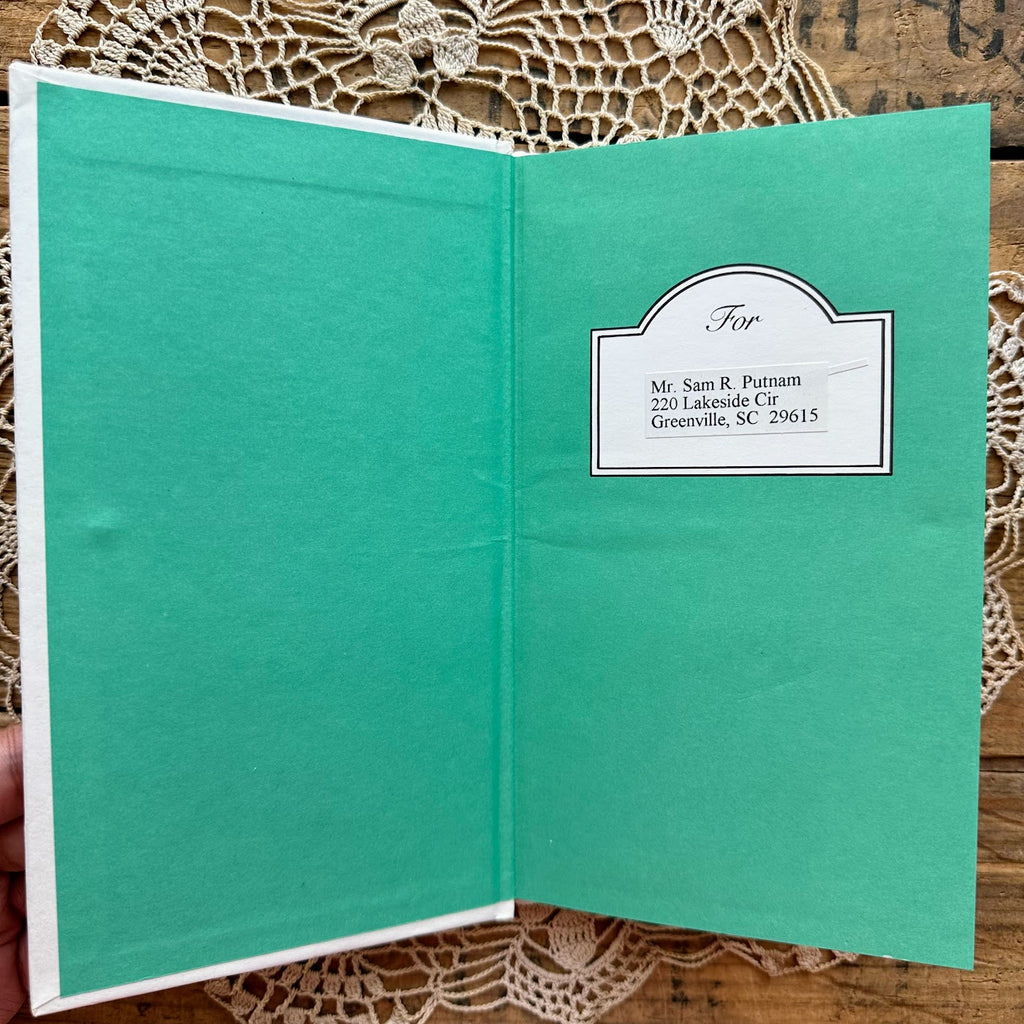 For
Mr. Sam R. Putnam
220 Lakeside Cir
Greenville, SC 29615